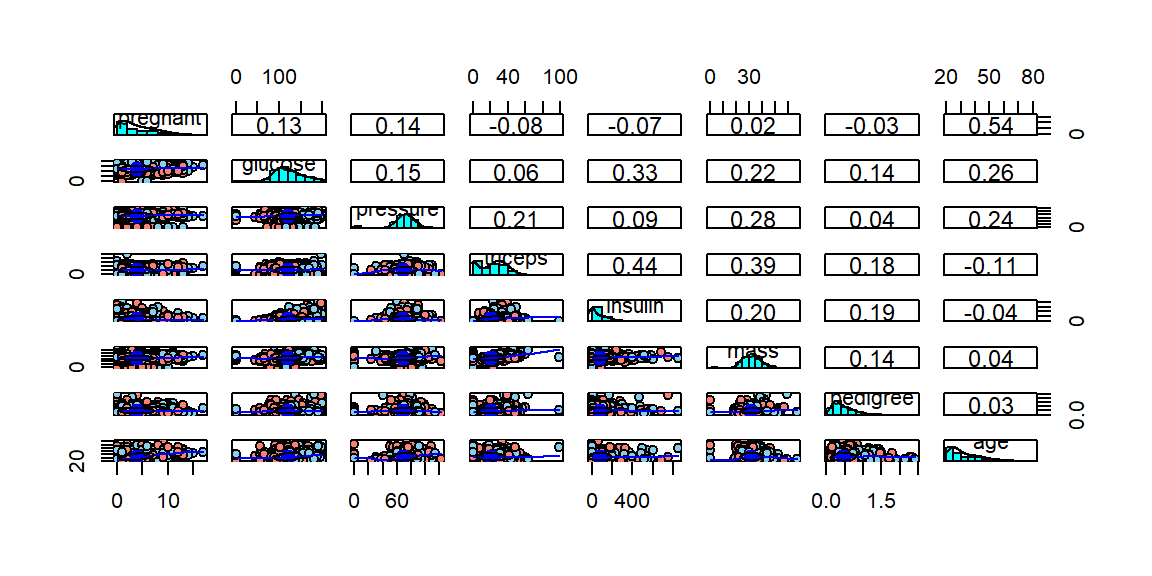 0 100 0 40 100 0 30 20 50 80
pregnant 0.13 0.14 -0.08 -0.07 0.02 -0.03 0.54 0
0 glucose 0.15 0.06 0.33 0.22 0.14 0.26
pressure 0.21 0.09 0.28 0.04 0.24 0
0 triceps 0.44 0.39 0.18 -0.11
insulin 0.20 0.19 -0.04 0
0 mass 0.14 0.04
pedigree 0.03 0.0
20 age
0 10 0 60 0 400 0.0 1.5